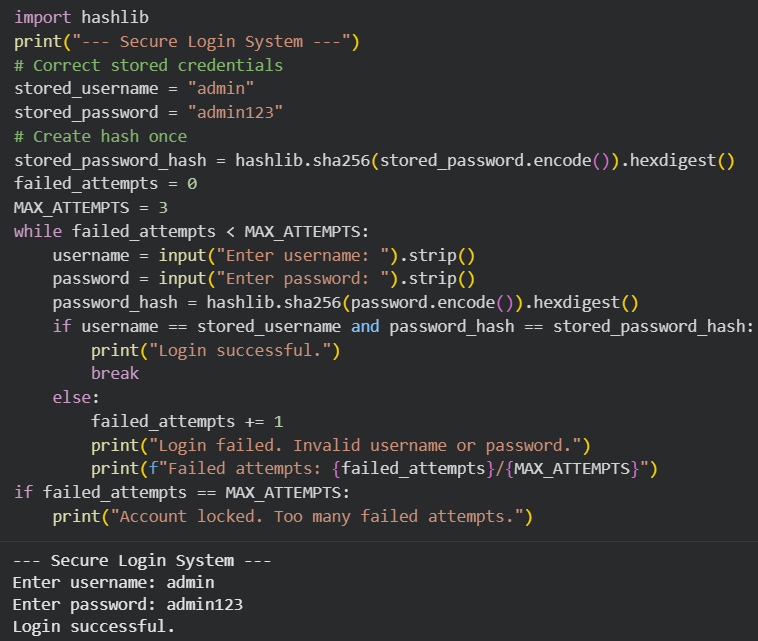 import hashlib
print("--- Secure Login System ---")
# Correct stored credentials
stored_username = "admin"
stored_password = "admin123"
# Create hash once
stored_password_hash = hashlib.sha256(stored_password.encode()).hexdigest()
failed_attempts = 0
MAX_ATTEMPTS = 3
while failed_attempts < MAX_ATTEMPTS:
    username = input("Enter username: ").strip()
    password = input("Enter password: ").strip()
    password_hash = hashlib.sha256(password.encode()).hexdigest()
    if username == stored_username and password_hash == stored_password_hash:
        print("Login successful.")
        break
    else:
        failed_attempts += 1
        print("Login failed. Invalid username or password.")
        print(f"Failed attempts: {failed_attempts}/{MAX_ATTEMPTS}")
if failed_attempts == MAX_ATTEMPTS:
    print("Account locked. Too many failed attempts.")
--- Secure Login System ---
Enter username: admin
Enter password: admin123
Login successful.